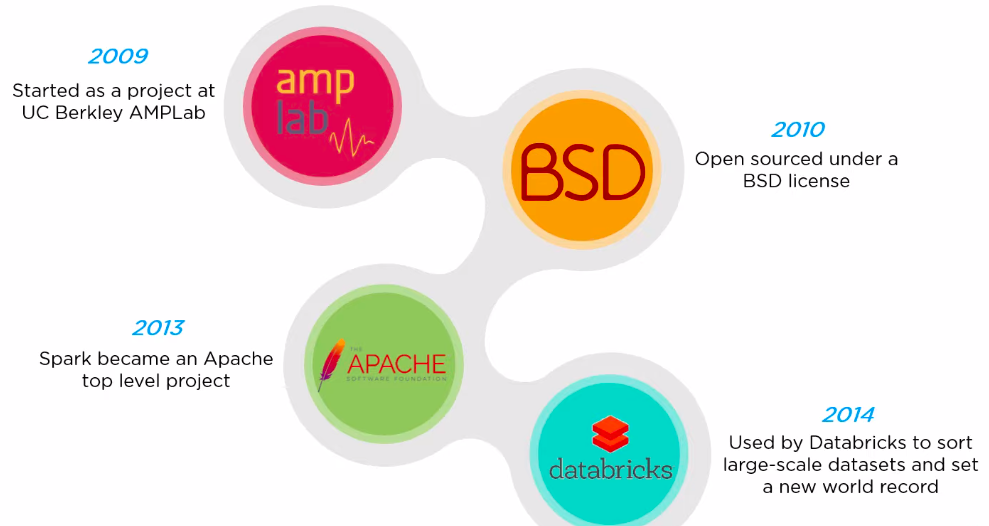 2009
Started as a project at
UC Berkley AMPLab
amp
lab
BSD
2010
Open sourced under a
BSD license
2013
Spark became an Apache
top level project
THE
APACHE
SOFTWARE FOUNDATION
databricks
2014
Used by Databricks to sort
large-scale datasets and set
a new world record